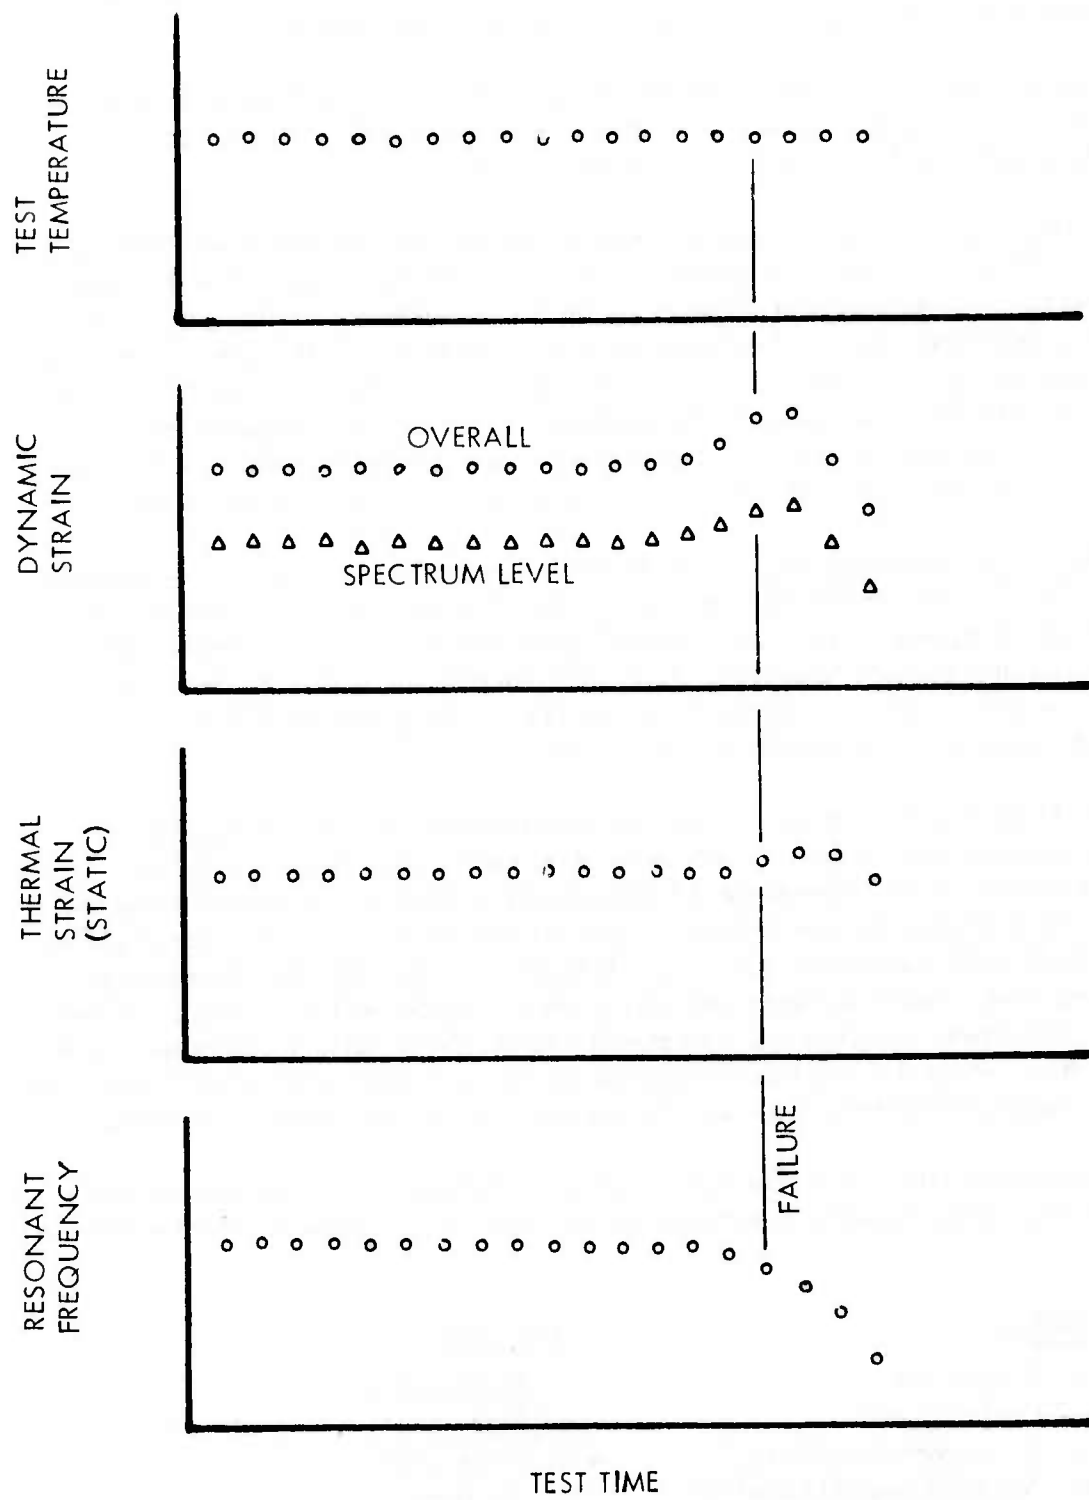 TEST
TEMPERATURE
DYNAMIC
STRAIN
OVERALL
SPECTRUM LEVEL
THERMAL
STRAIN
(STATIC)
RESONANT
FREQUENCY
FAILURE
TEST TIME